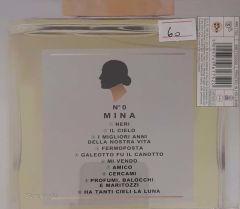 60
N° 0
MINA
NERI
IL CIELO
I MIGLIORI ANNI
DELLA NOSTRA VITA
FERMOPOSTA
GALEOTTO FU IL CANOTTO
MI VENDO
AMICO
CERCAMI
PROFUMI, BALOCCHI
E MARITOZZI
HA TANTI CIELI LA LUNA